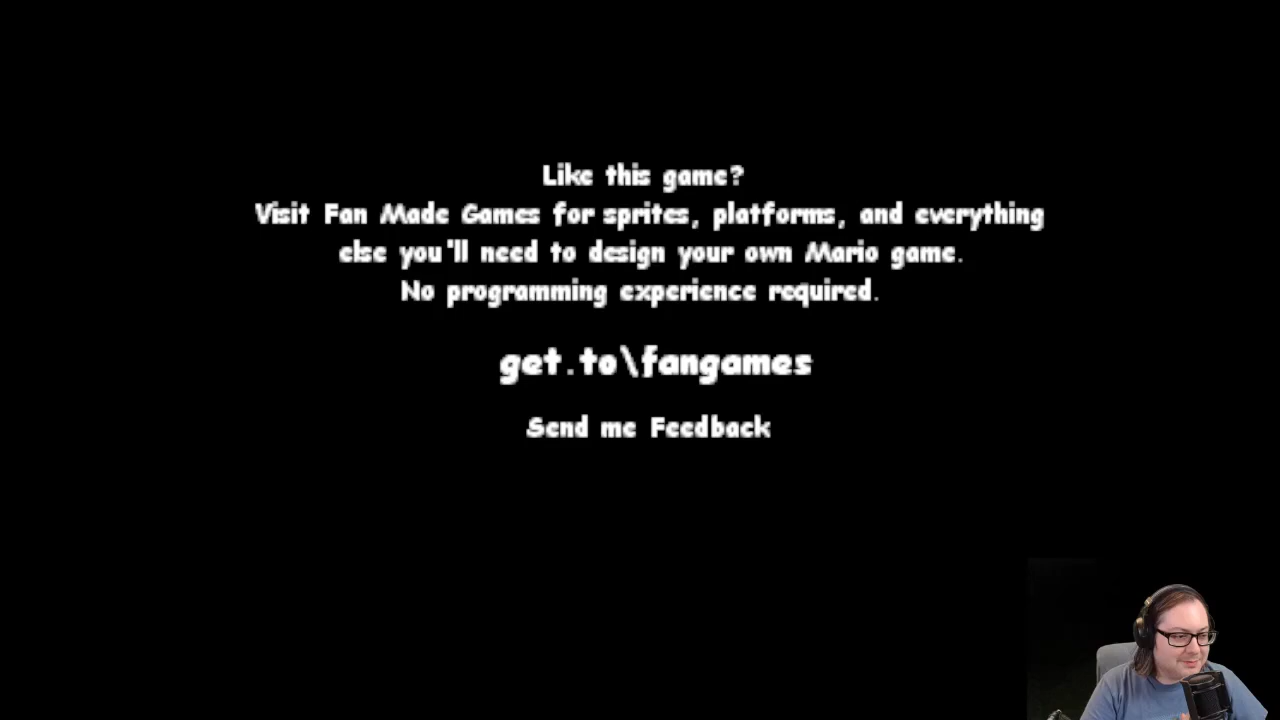 Like this game?
Visit Fan Made Games for sprites, platforms, and everything
else you'll need to design your own Mario game.
No programming experience required.
get.to\fangames
Send me Feedback